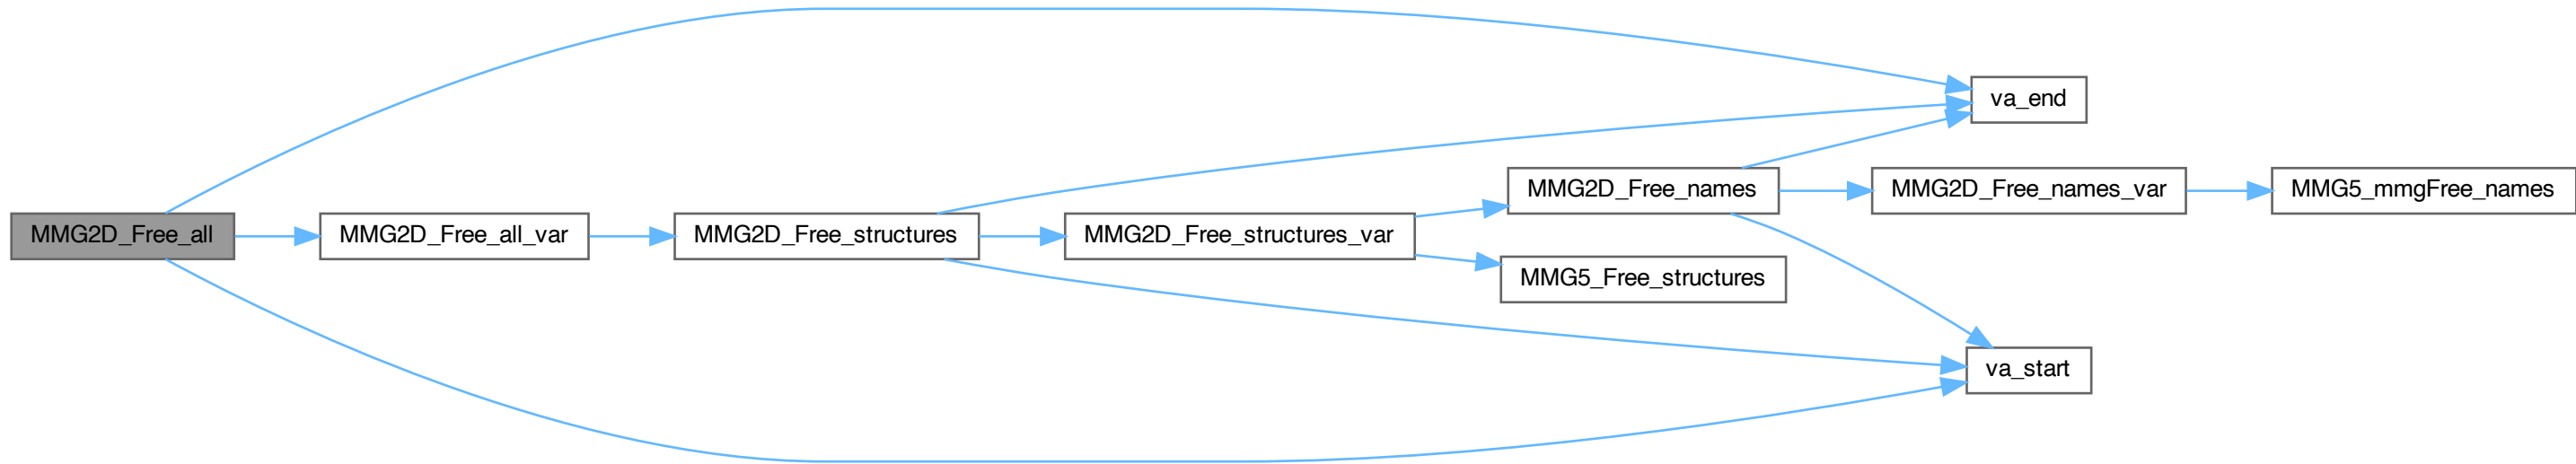 MMG2D_Free_all
MMG2D_Free_all_var
MMG2D_Free_structures
MMG2D_Free_structures_var
MMG2D_Free_names
MMG5_Free_structures
va_end
MMG2D_Free_names_var
va_start
MMG5_mmgFree_names